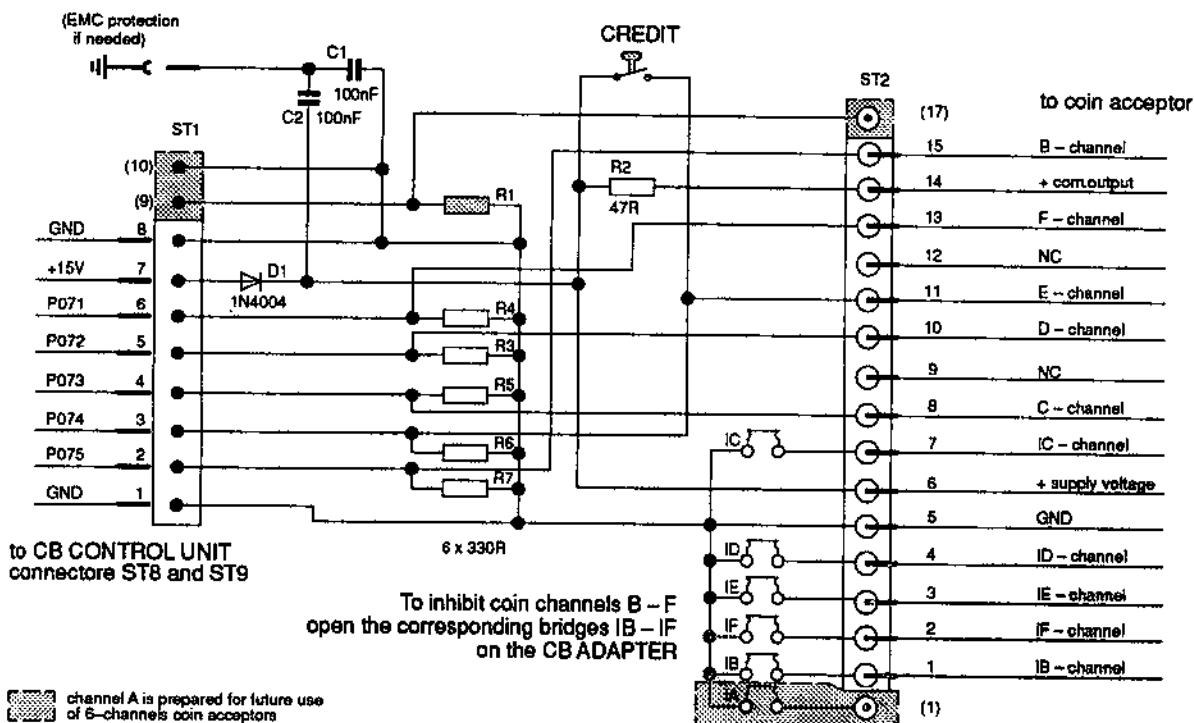 (EMC protection
if needed)
C1
100nF
C2
100nF
CREDIT
ST2
to coin acceptor
ST1
(10)
(9)
GND 8
+15V 7
P071 6
P072 5
P073 4
P074 3
P075 2
GND 1
D1
1N4004
R1
R2
47R
R4
R3
R5
R6
R7
6 x 330R
(17)
15 B – channel
14 + com.output
13 F – channel
12 NC
11 E – channel
10 D – channel
9 NC
8 C – channel
7 IC – channel
6 + supply voltage
5 GND
4 ID – channel
3 IE – channel
2 IF – channel
1 IB – channel
(1)
IC
ID
IE
IF
IB
IA
to CB CONTROL UNIT
connectore ST8 and ST9
To inhibit coin channels B – F
open the corresponding bridges IB – IF
on the CB ADAPTER
channel A is prepared for future use
of 6–channels coin acceptors